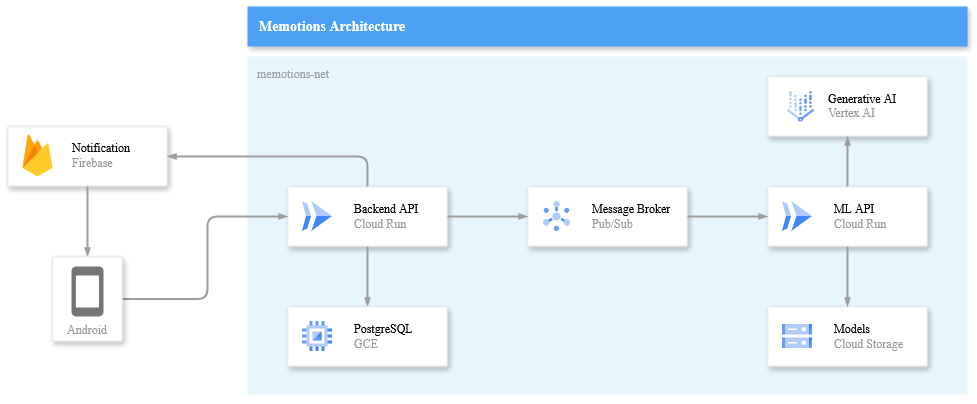 Memotions Architecture
memotions-net
Generative AI
Vertex AI
Notification
Firebase
Backend API
Cloud Run
Message Broker
Pub/Sub
ML API
Cloud Run
Android
PostgreSQL
GCE
Models
Cloud Storage